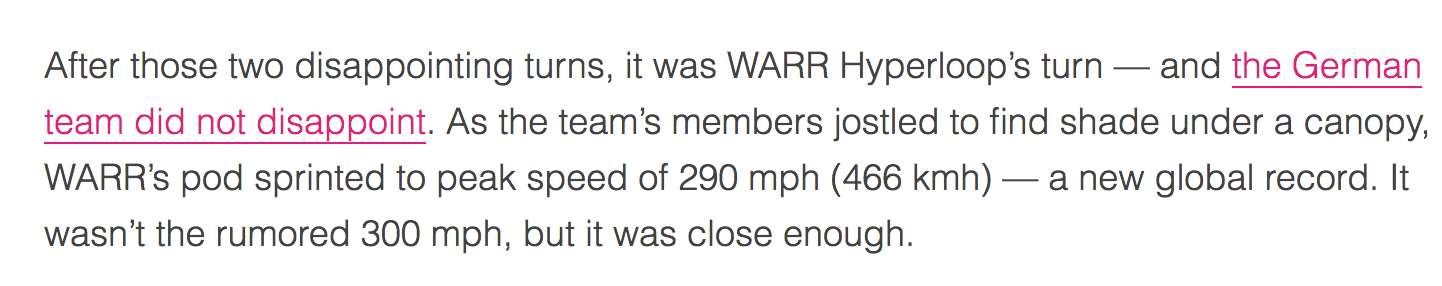 After those two disappointing turns, it was WARR Hyperloop’s turn — and the German
team did not disappoint. As the team’s members jostled to find shade under a canopy,
WARR’s pod sprinted to peak speed of 290 mph (466 kmh) — a new global record. It
wasn’t the rumored 300 mph, but it was close enough.